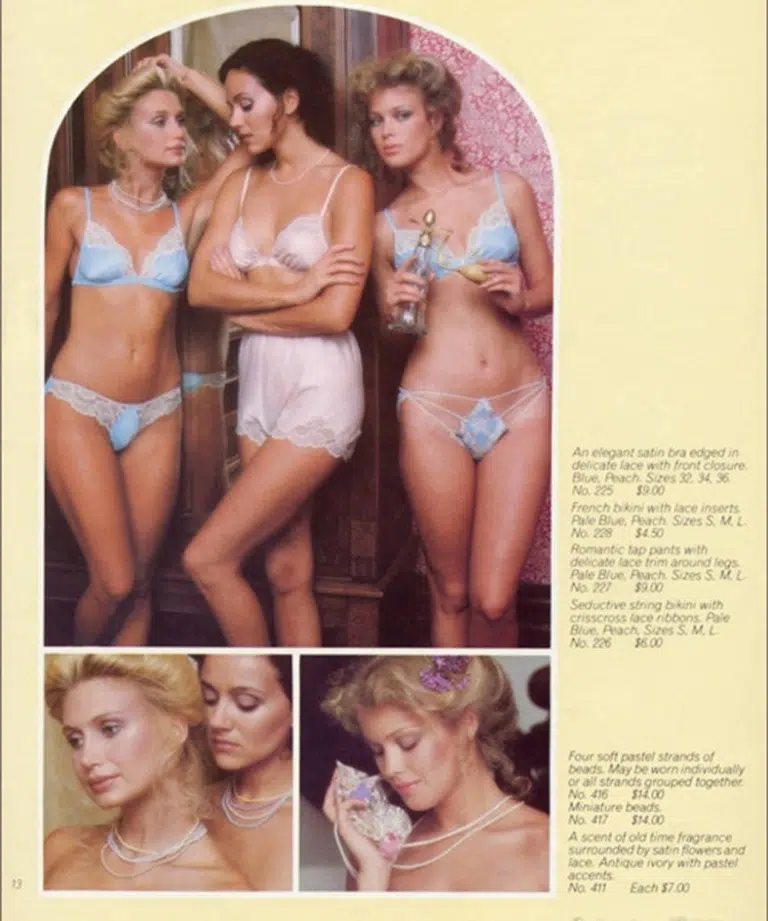 An elegant satin bra edged in
delicate lace with front closure.
Blue, Peach. Sizes 32, 34, 36.
No. 225 $9.00
French bikini with lace inserts.
Pale Blue, Peach. Sizes S, M, L.
No. 228 $4.50
Romantic tap pants with
delicate lace trim around legs.
Pale Blue, Peach. Sizes S, M, L.
No. 227 $9.00
Seductive string bikini with
crisscross lace ribbons. Pale
Blue, Peach, Sizes S, M, L.
No. 226 $6.00
Four soft pastel strands of
beads. May be worn individually
or all strands grouped together.
No. 416 $14.00
Miniature beads.
No. 417 $14.00
A scent of old time fragrance
surrounded by satin flowers and
lace. Antique ivory with pastel
accents.
No. 411 Each $7.00
13